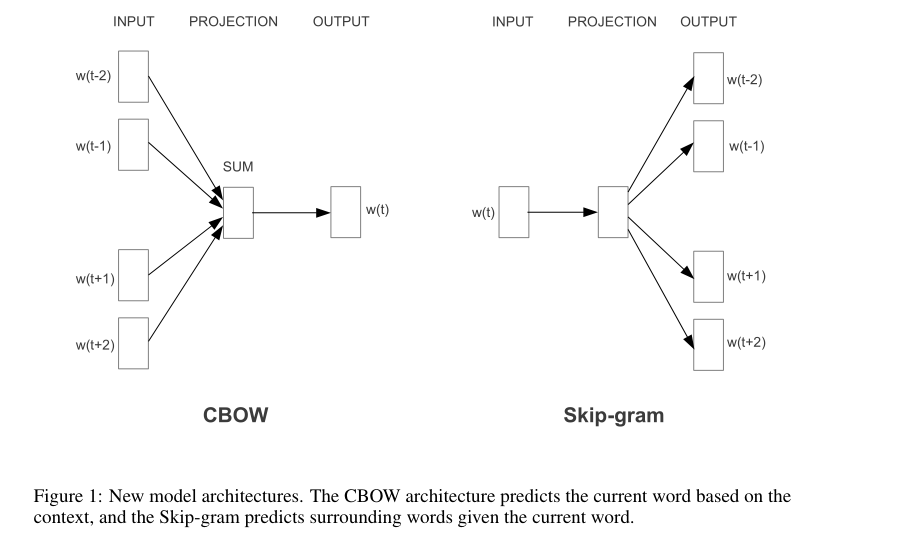 INPUT PROJECTION OUTPUT
w(t-2)
w(t-1)
SUM
w(t)
w(t+1)
w(t+2)
CBOW
INPUT PROJECTION OUTPUT
w(t-2)
w(t-1)
w(t)
w(t+1)
w(t+2)
Skip-gram
Figure 1: New model architectures. The CBOW architecture predicts the current word based on the
context, and the Skip-gram predicts surrounding words given the current word.